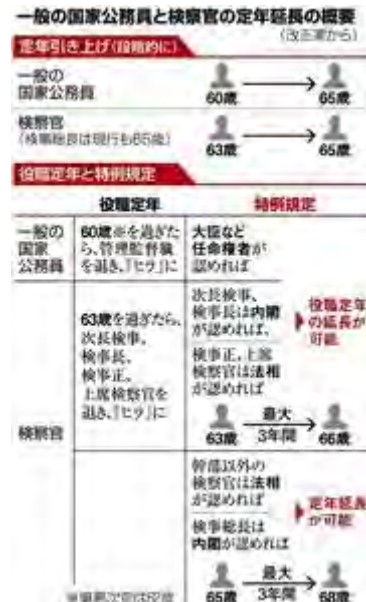 一般の国家公務員と検察官の定年延長の概要
(改正案から)
定年引き上げ(段階的に)
一般の
国家公務員
60歳
65歳
検察官
(検事総長は現行も65歳)
63歳
65歳
役職定年と特例規定
役職定年
特例規定
一般の
国家
公務員
60歳※を過ぎた
ら、管理監督職
を退き、「ヒラ」に
大臣など
任命権者が
認めれば
検察官
63歳を過ぎたら、
次長検事、
検事長、
検事正、
上席検察官を
退き、「ヒラ」に
次長検事、
検事長は内閣
が認めれば、
検事正、上席
検察官は法相
が認めれば
役職定年
の延長が
可能
63歳
最大
3年間
66歳
幹部以外の
検察官は法相
が認めれば
検事総長は
内閣が認めれば
定年延長
が可能
65歳
最大
3年間
68歳
※事務次官は62歳